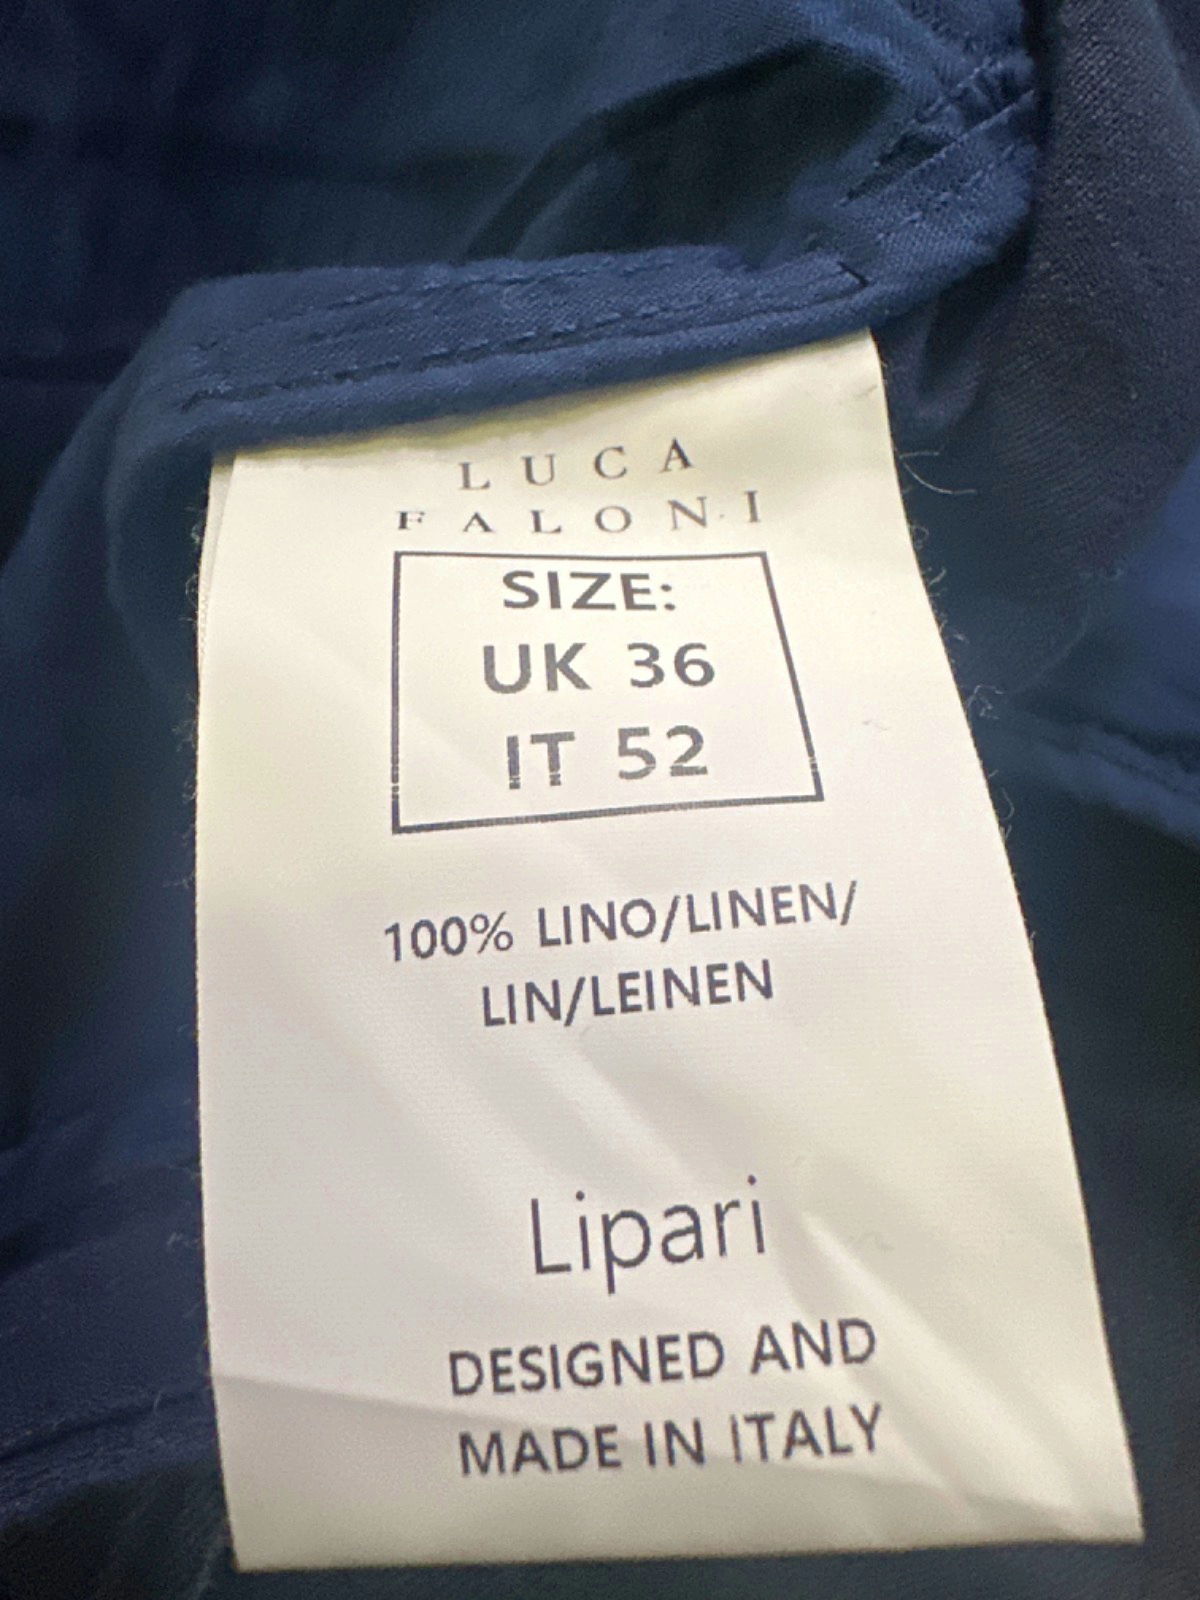 LUCA
FALONI
SIZE:
UK 36
IT 52
100% LINO/LINEN/
LIN/LEINEN
Lipari
DESIGNED AND
MADE IN ITALY